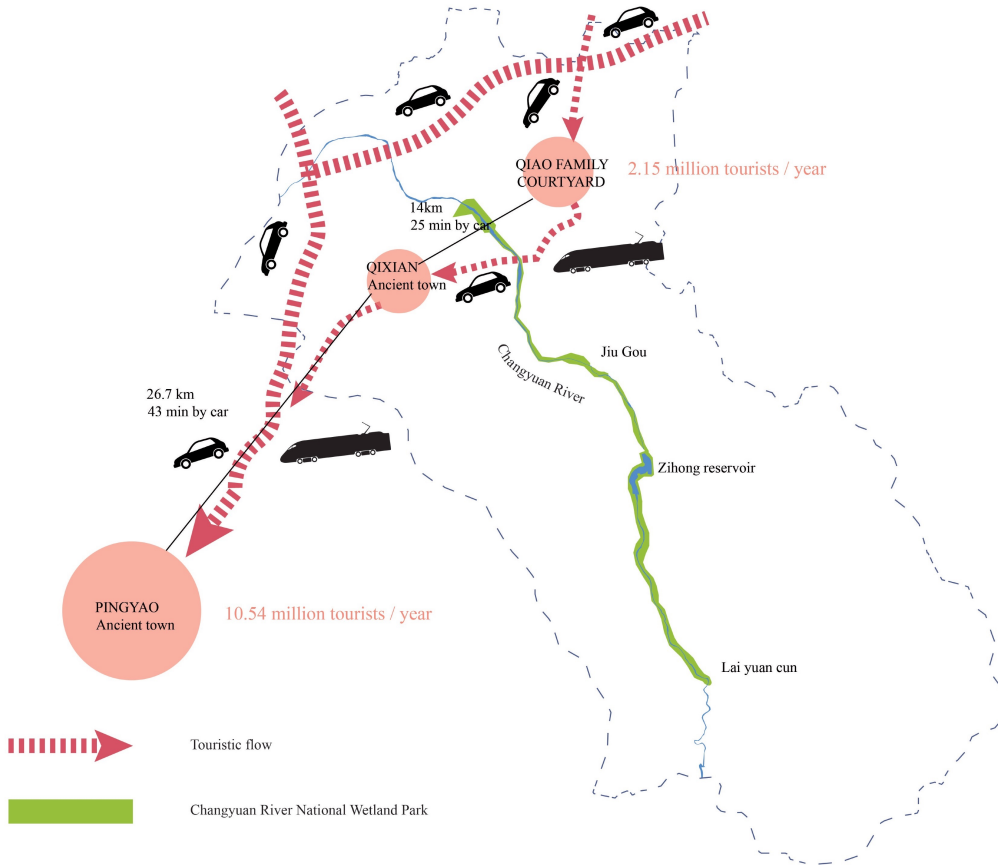 QIAO FAMILY
COURTYARD
2.15 million tourists / year
14km
25 min by car
QIXIAN
Ancient town
Changyuan River
Jiu Gou
26.7 km
43 min by car
Zihong reservoir
PINGYAO
Ancient town
10.54 million tourists / year
Lai yuan cun
Touristic flow
Changyuan River National Wetland Park